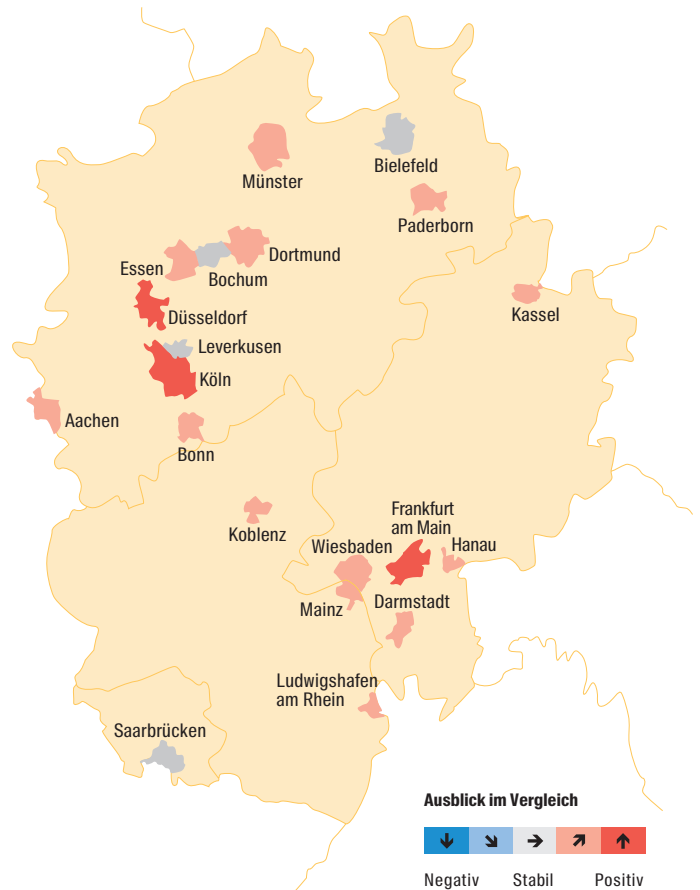 Münster
Bielefeld
Paderborn
Dortmund
Essen
Bochum
Kassel
Düsseldorf
Leverkusen
Köln
Aachen
Bonn
Koblenz
Frankfurt
am Main
Wiesbaden
Hanau
Mainz
Darmstadt
Ludwigshafen
am Rhein
Saarbrücken
Ausblick im Vergleich
Negativ Stabil Positiv